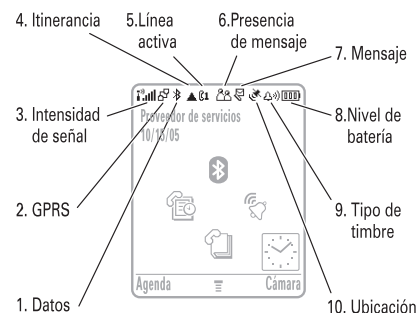 4. Itinerancia
5.Línea
activa
6.Presencia
de mensaje
7. Mensaje
3. Intensidad
de señal
8.Nivel de
batería
Proveedor de servicios
10/15/05
2. GPRS
9. Tipo de
timbre
1. Datos
Agenda
Cámara
10. Ubicación